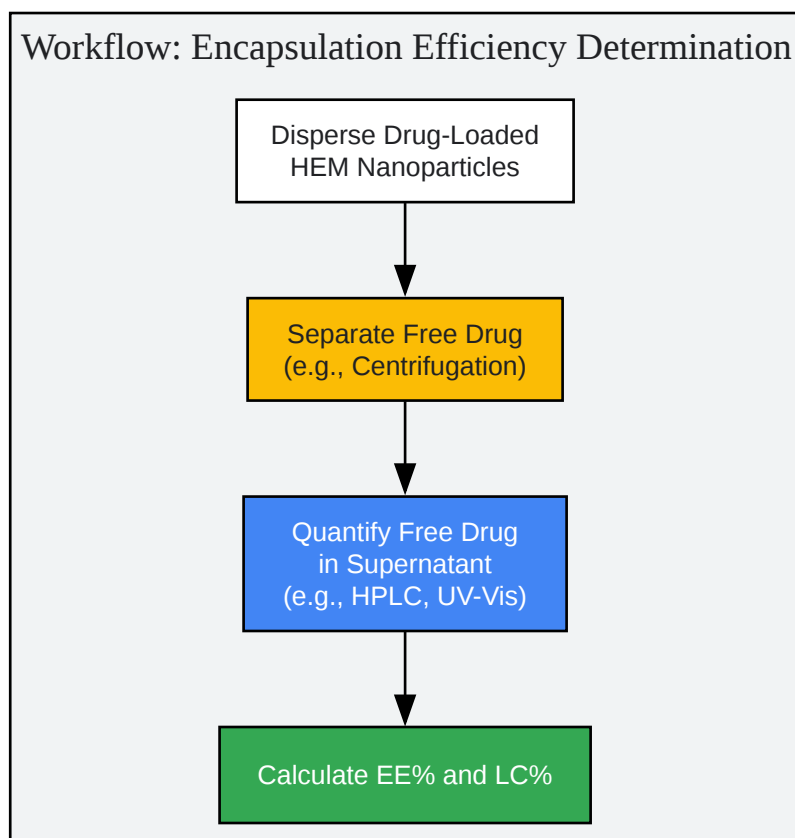 Workflow: Encapsulation Efficiency Determination
Disperse Drug-Loaded
HEM Nanoparticles
Separate Free Drug
(e.g., Centrifugation)
Quantify Free Drug
in Supernatant
(e.g., HPLC, UV-Vis)
Calculate EE% and LC%